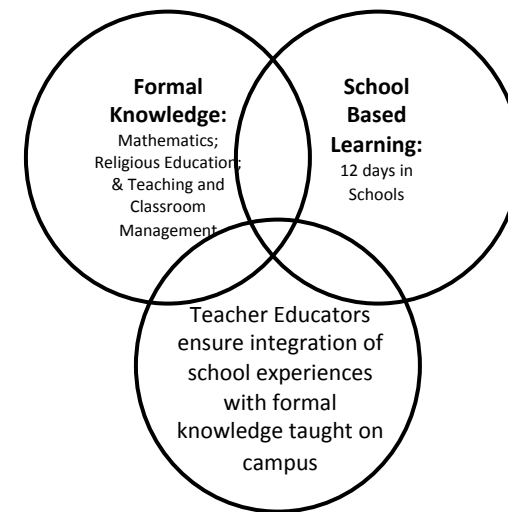 Formal
Knowledge:
Mathematics;
Religious Education;
& Teaching and
Classroom
Management
School
Based
Learning:
12 days in
Schools
Teacher Educators
ensure integration of
school experiences
with formal
knowledge taught on
campus